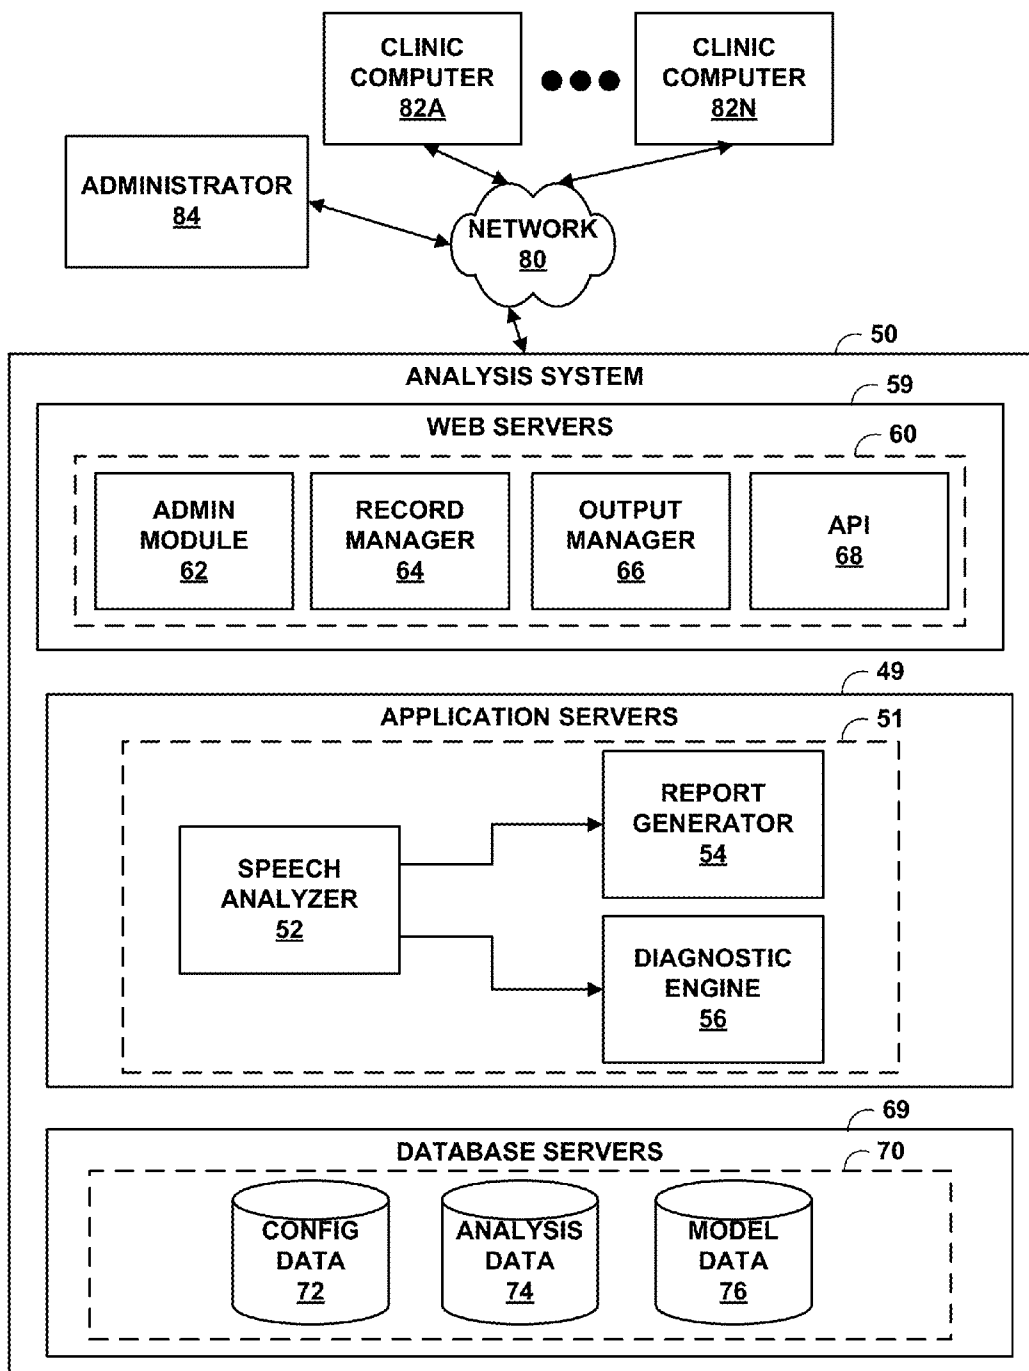 CLINIC
COMPUTER
82A
CLINIC
COMPUTER
82N
ADMINISTRATOR
84
NETWORK
80
50
ANALYSIS SYSTEM
59
WEB SERVERS
60
ADMIN
MODULE
62
RECORD
MANAGER
64
OUTPUT
MANAGER
66
API
68
49
APPLICATION SERVERS
51
REPORT
GENERATOR
54
SPEECH
ANALYZER
52
DIAGNOSTIC
ENGINE
56
69
DATABASE SERVERS
70
CONFIG
DATA
72
ANALYSIS
DATA
74
MODEL
DATA
76